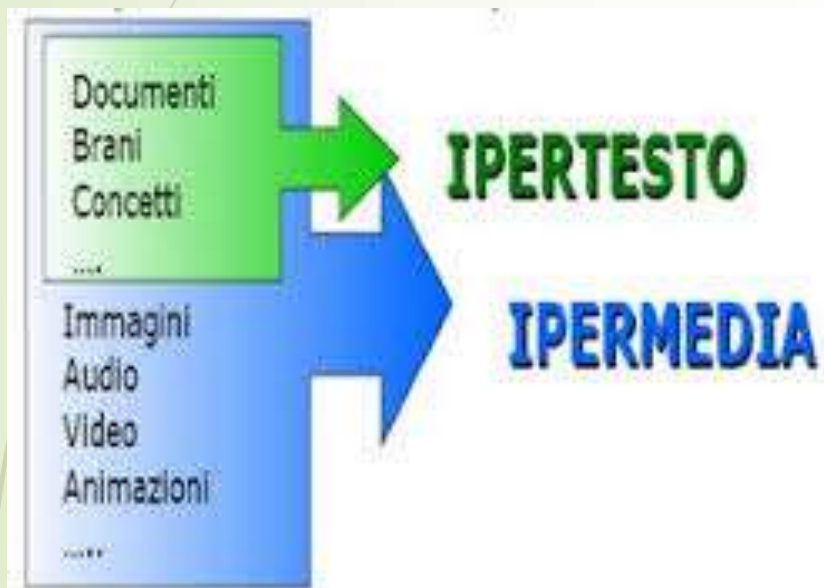 Documenti
Brani
Concetti
....
IPERTESTO
Immagini
Audio
Video
Animazioni
.....
IPERMEDIA